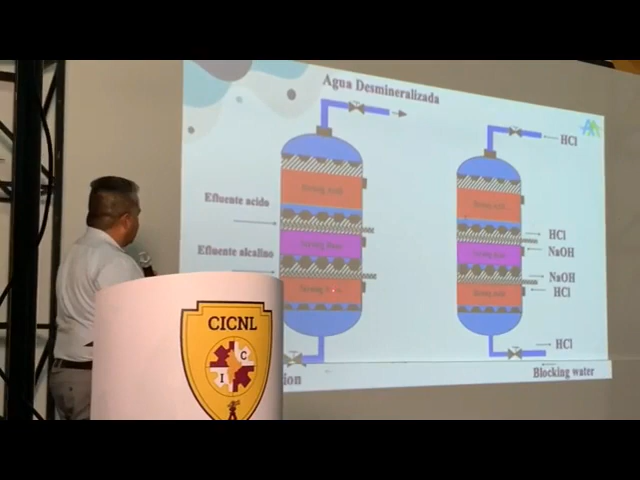 Agua Desmineralizada
HCl
Efluente acido
HCl
NaOH
Efluente alcalino
NaOH
HCl
HCl
Blocking water
CICNL
I C